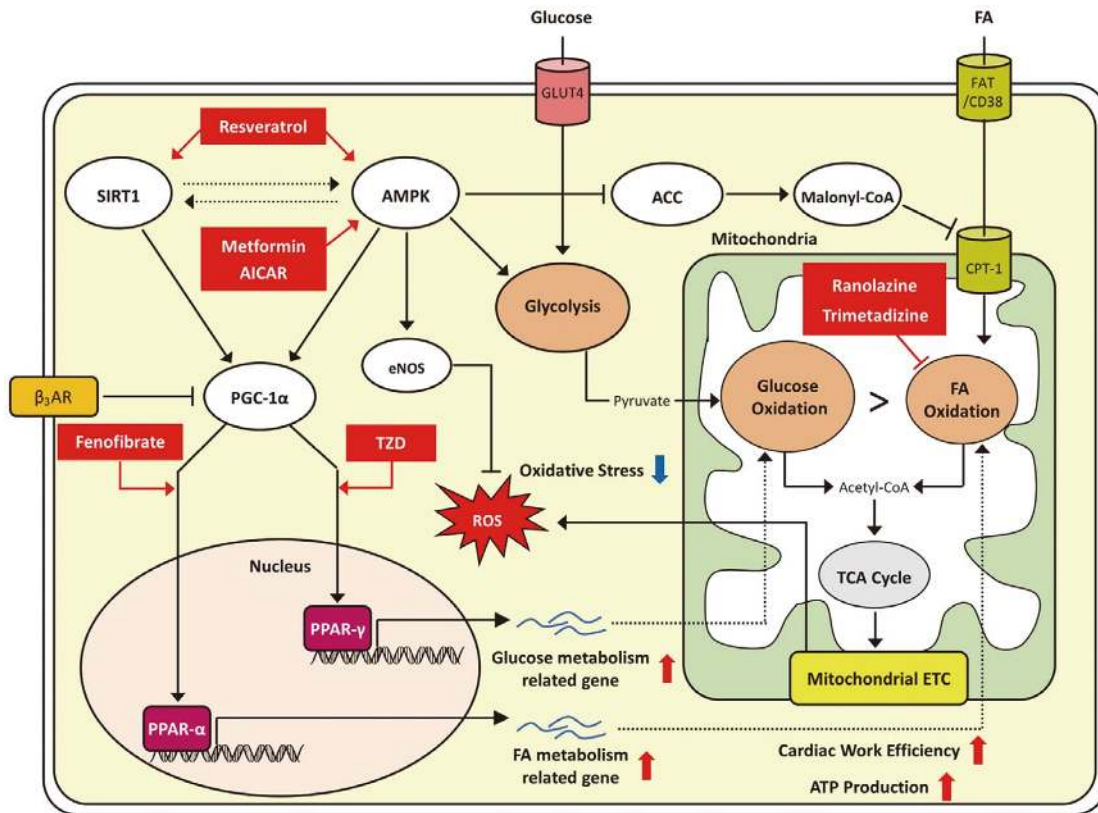 Glucose
FA
GLUT4
FAT
/CD38
Resveratrol
SIRT1
AMPK
ACC
Malonyl-CoA
Metformin
AICAR
Mitochondria
CPT-1
Glycolysis
Ranolazine
Trimetadizine
eNOS
β₃AR
PGC-1α
Pyruvate
Glucose
Oxidation
>
FA
Oxidation
Fenofibrate
TZD
Oxidative Stress
Acetyl-CoA
ROS
Nucleus
TCA Cycle
PPAR-γ
Glucose metabolism
related gene
Mitochondrial ETC
PPAR-α
FA metabolism
related gene
Cardiac Work Efficiency
ATP Production